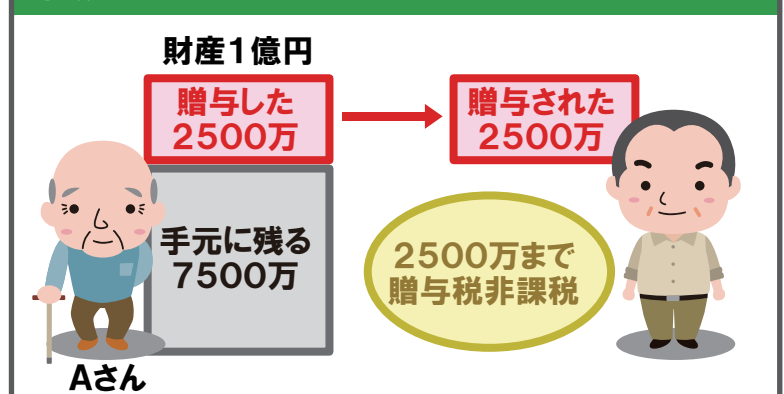 財産1億円
贈与した
2500万
贈与された
2500万
手元に残る
7500万
2500万まで
贈与税非課税
Aさん